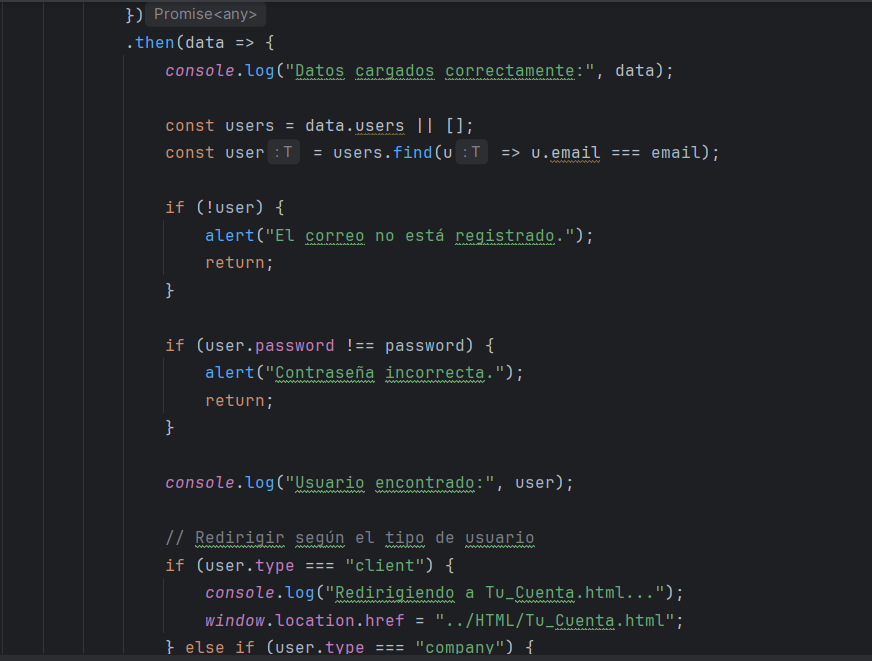 }) Promise<any>
.then(data => {
console.log("Datos cargados correctamente:", data);
const users = data.users || [];
const user :T = users.find(u :T => u.email === email);
if (!user) {
alert("El correo no está registrado.");
return;
}
if (user.password !== password) {
alert("Contraseña incorrecta.");
return;
}
console.log("Usuario encontrado:", user);
// Redirigir según el tipo de usuario
if (user.type === "client") {
console.log("Redirigiendo a Tu_Cuenta.html...");
window.location.href = "../HTML/Tu_Cuenta.html";
} else if (user.type === "company") {